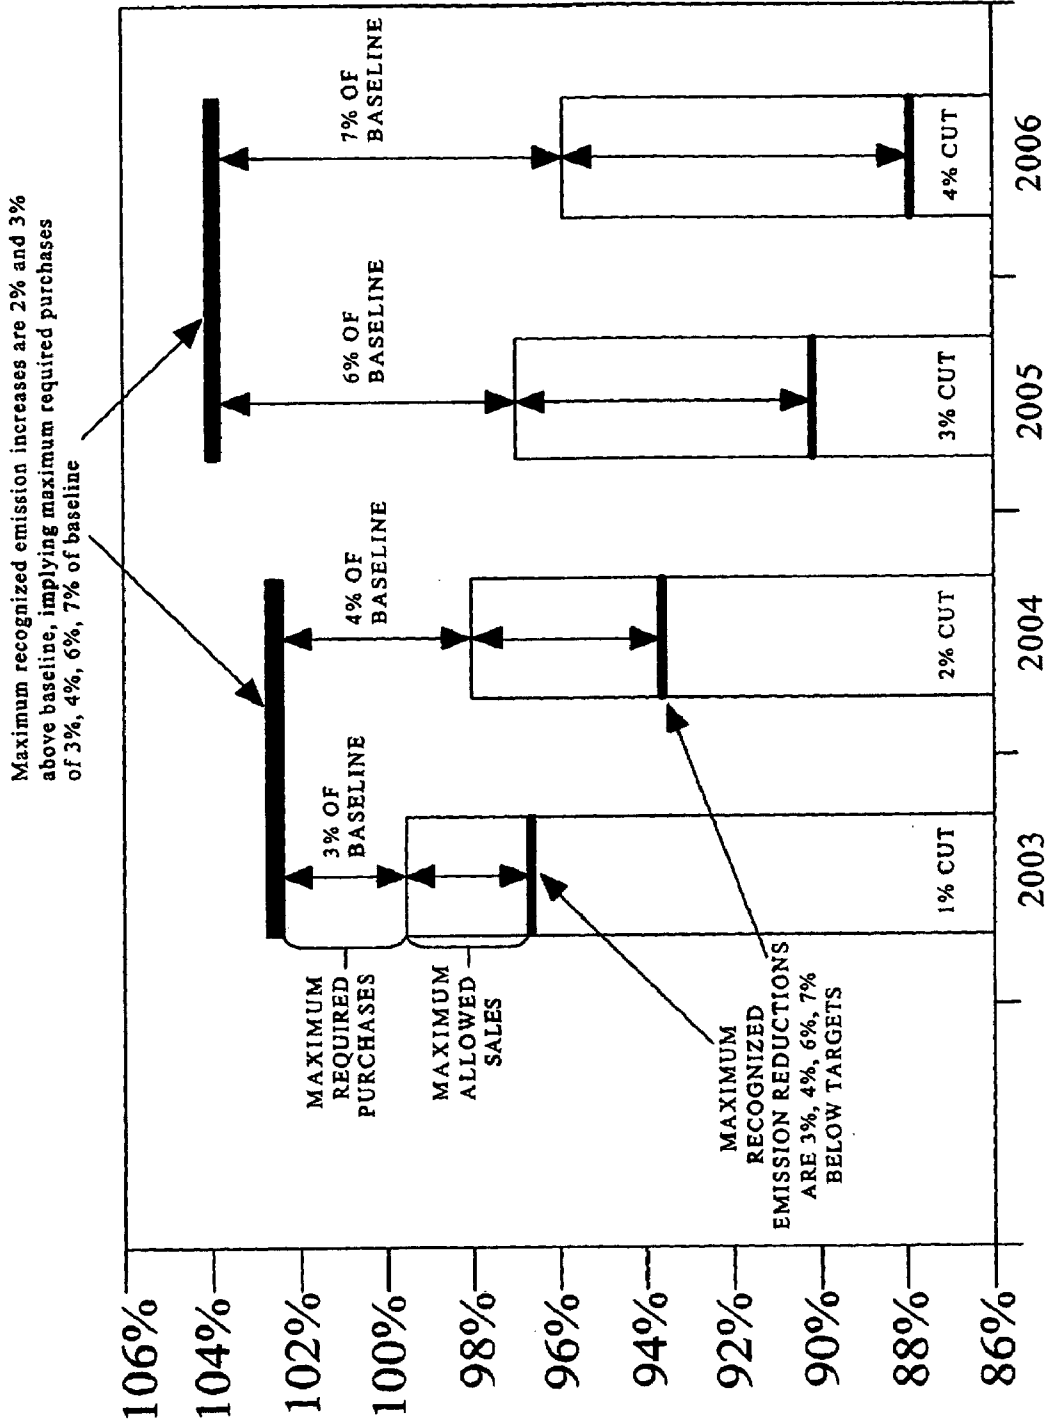 Maximum recognized emission increases are 2% and 3%
above baseline, implying maximum required purchases
of 3%, 4%, 6%, 7% of baseline
106%
104%
102%
100%
98%
96%
94%
92%
90%
88%
86%
MAXIMUM
REQUIRED
PURCHASES
MAXIMUM
ALLOWED
SALES
MAXIMUM
RECOGNIZED
EMISSION REDUCTIONS
ARE 3%, 4%, 6%, 7%
BELOW TARGETS
3% OF
BASELINE
4% OF
BASELINE
6% OF
BASELINE
7% OF
BASELINE
1% CUT
2% CUT
3% CUT
4% CUT
2003
2004
2005
2006